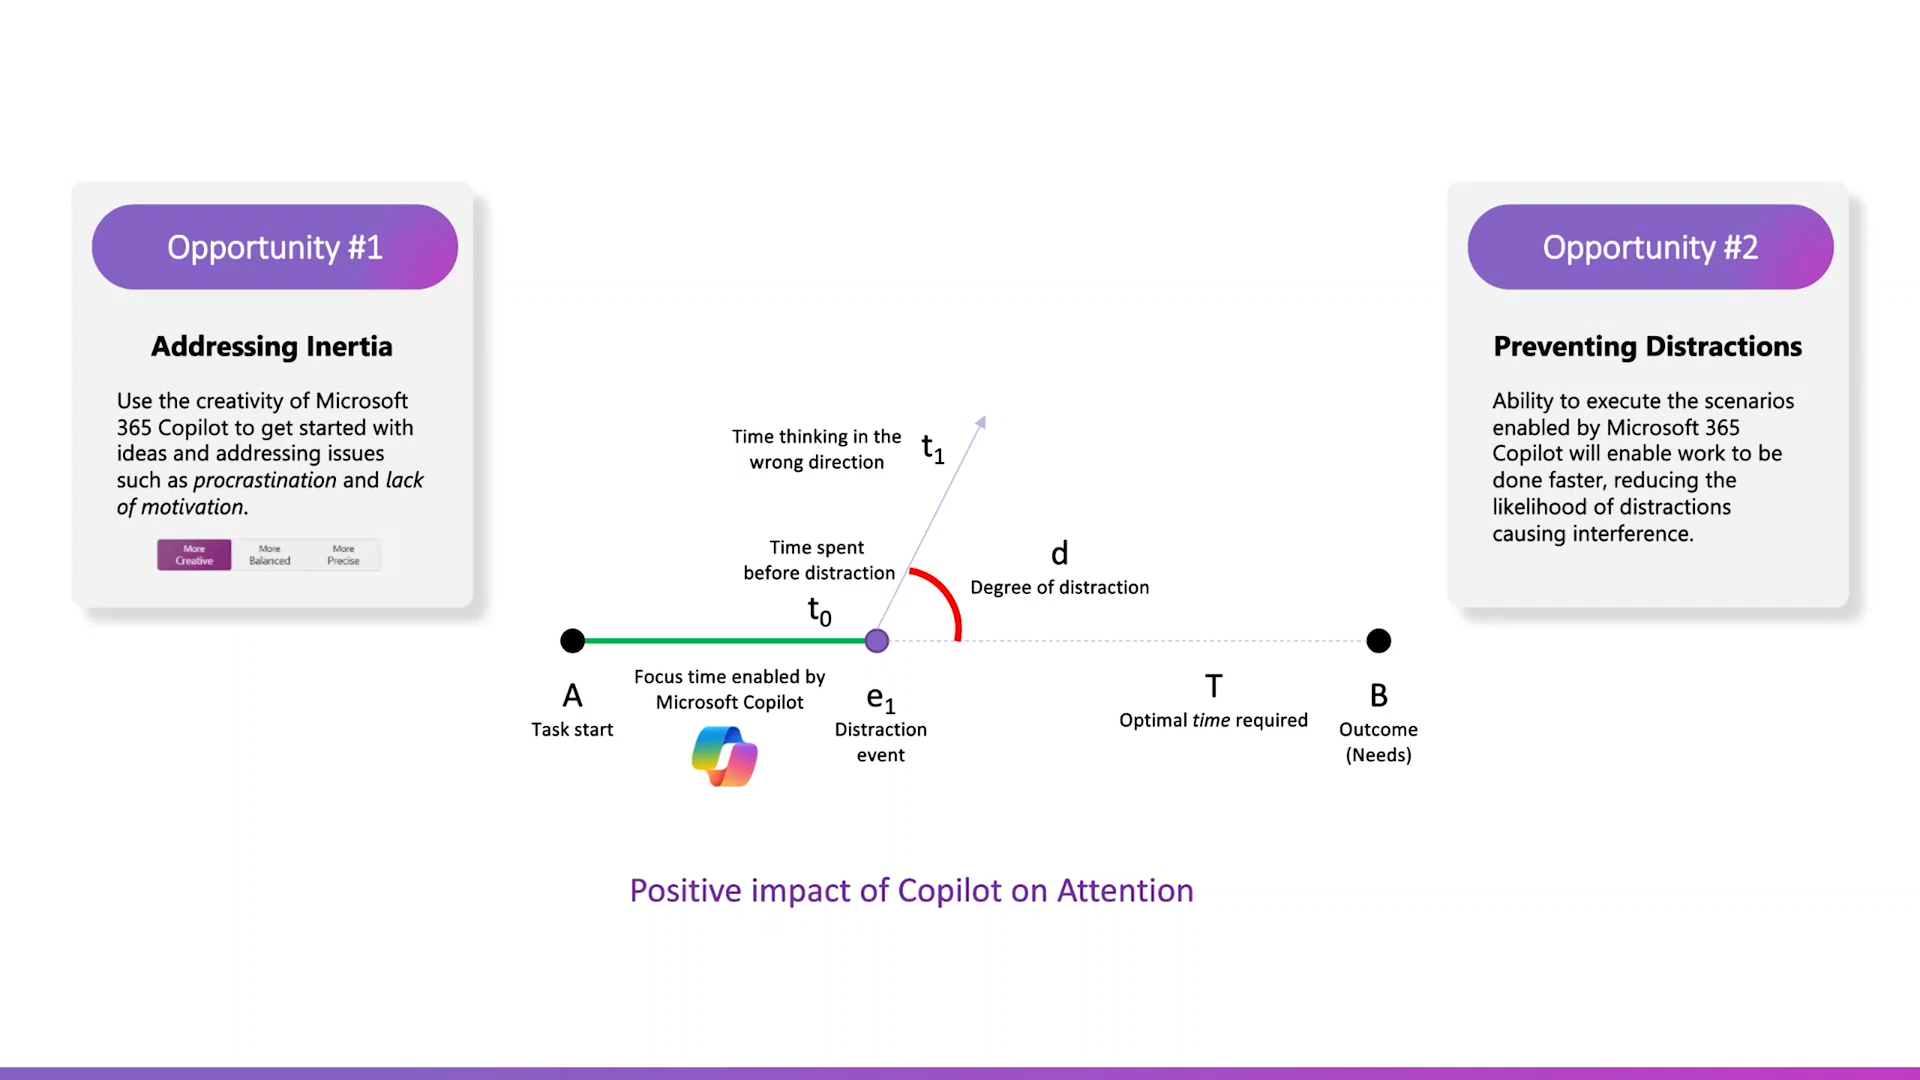 Opportunity #1
Addressing Inertia
Use the creativity of Microsoft
365 Copilot to get started with
ideas and addressing issues
such as procrastination and lack
of motivation.
More
Creative
More
Balanced
More
Precise
Time thinking in the
wrong direction
t1
Time spent
before distraction
t0
d
Degree of distraction
A
Task start
Focus time enabled by
Microsoft Copilot
e1
Distraction
event
T
Optimal time required
B
Outcome
(Needs)
Positive impact of Copilot on Attention
Opportunity #2
Preventing Distractions
Ability to execute the scenarios
enabled by Microsoft 365
Copilot will enable work to be
done faster, reducing the
likelihood of distractions
causing interference.